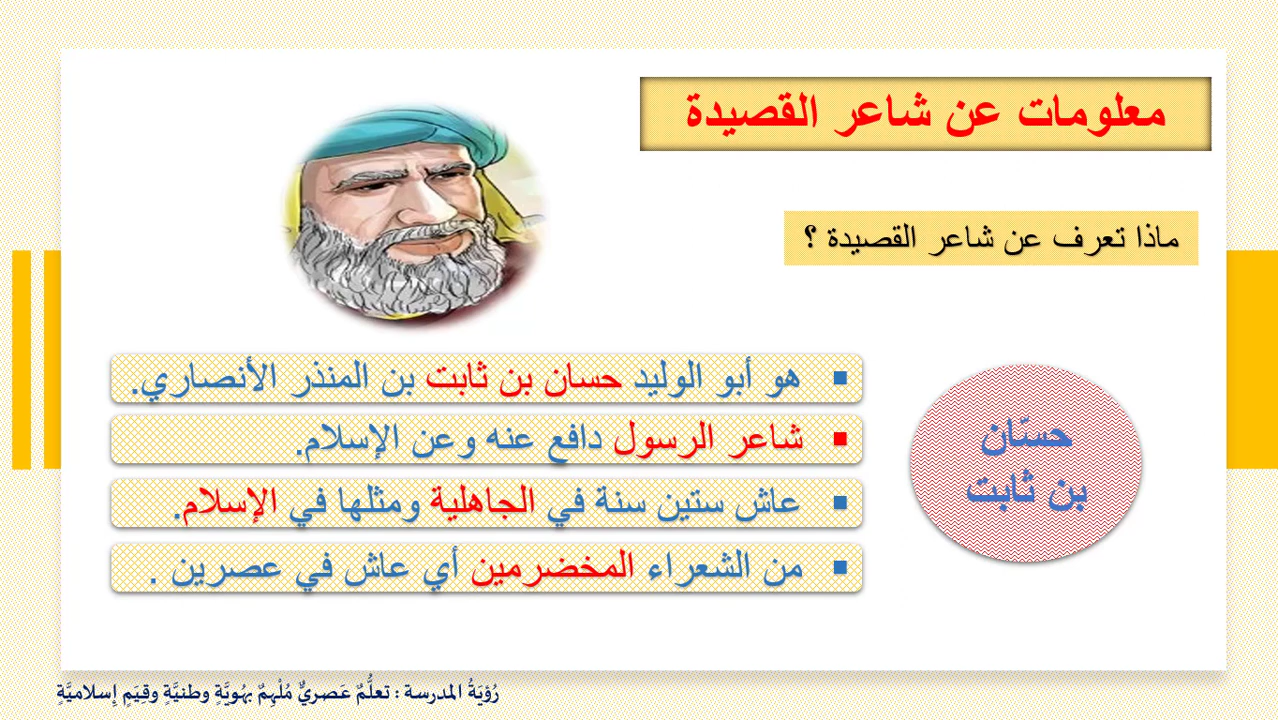 معلومات عن شاعر القصيدة
ماذا تعرف عن شاعر القصيدة ؟
حسّان
بن ثابت
هو أبو الوليد حسان بن ثابت بن المنذر الأنصاري.
شاعر الرسول دافع عنه وعن الإسلام.
عاش ستين سنة في الجاهلية ومثلها في الإسلام.
من الشعراء المخضرمين أي عاش في عصرين .
رُؤيَةُ المدرسة : تعلُّمٌ عَصريٌّ مُلْهِمٌ بهُويَّةٍ وطنيَّةٍ وقِيَمٍ إِسلاميَّةٍ